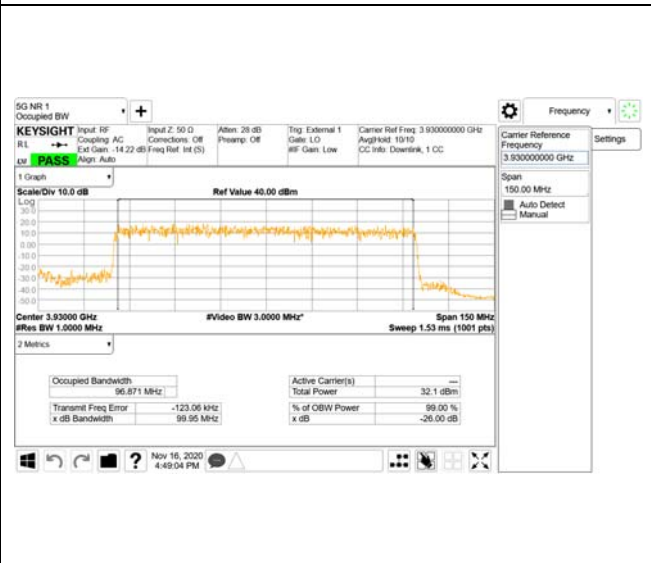 5G NR 1
Occupied BW
Frequency
KEYSIGHT
Input: RF
Input Z: 50 Ω
Atten: 28 dB
Trig: External 1
Carrier Ref Freq: 3.930000000 GHz
RL
Coupling: AC
Corrections: Off
Preamp: Off
Gate: LO
Avg|Hold: 10/10
Ext Gain: -14.22 dB
Freq Ref: Int (S)
#IF Gain: Low
CC Info: Downlink, 1 CC
PASS
Align: Auto
Carrier Reference
Frequency
3.930000000 GHz
Settings
Span
150.00 MHz
Auto Detect
Manual
1 Graph
Scale/Div 10.0 dB
Ref Value 40.00 dBm
Log
30.0
20.0
10.0
0.00
-10.0
-20.0
-30.0
-40.0
-50.0
Center 3.93000 GHz
#Video BW 3.0000 MHz*
Span 150 MHz
#Res BW 1.0000 MHz
Sweep 1.53 ms (1001 pts)
2 Metrics
Occupied Bandwidth
96.871 MHz
Active Carrier(s)
---
Total Power
32.1 dBm
Transmit Freq Error
-123.06 kHz
% of OBW Power
99.00 %
x dB Bandwidth
99.95 MHz
x dB
-26.00 dB
?
Nov 16, 2020
4:49:04 PM